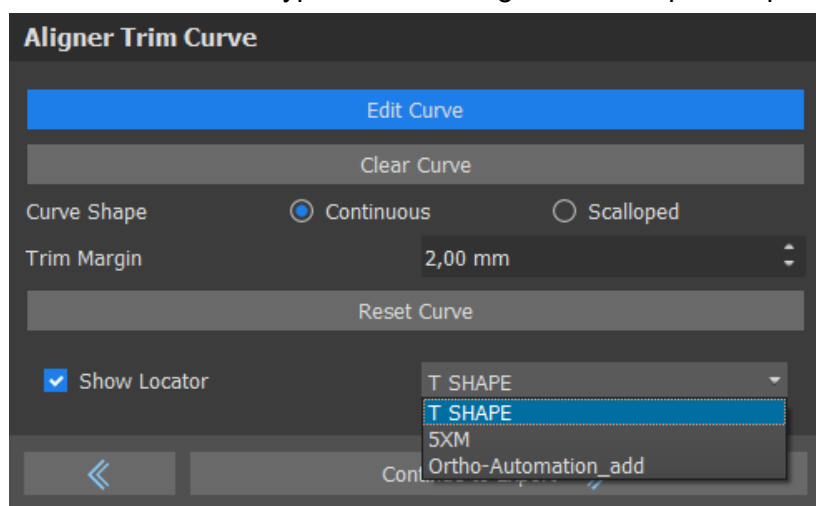 Aligner Trim Curve
Edit Curve
Clear Curve
Curve Shape Continuous Scalloped
Trim Margin 2,00 mm
Reset Curve
Show Locator T SHAPE
T SHAPE
5XM
Ortho-Automation_add